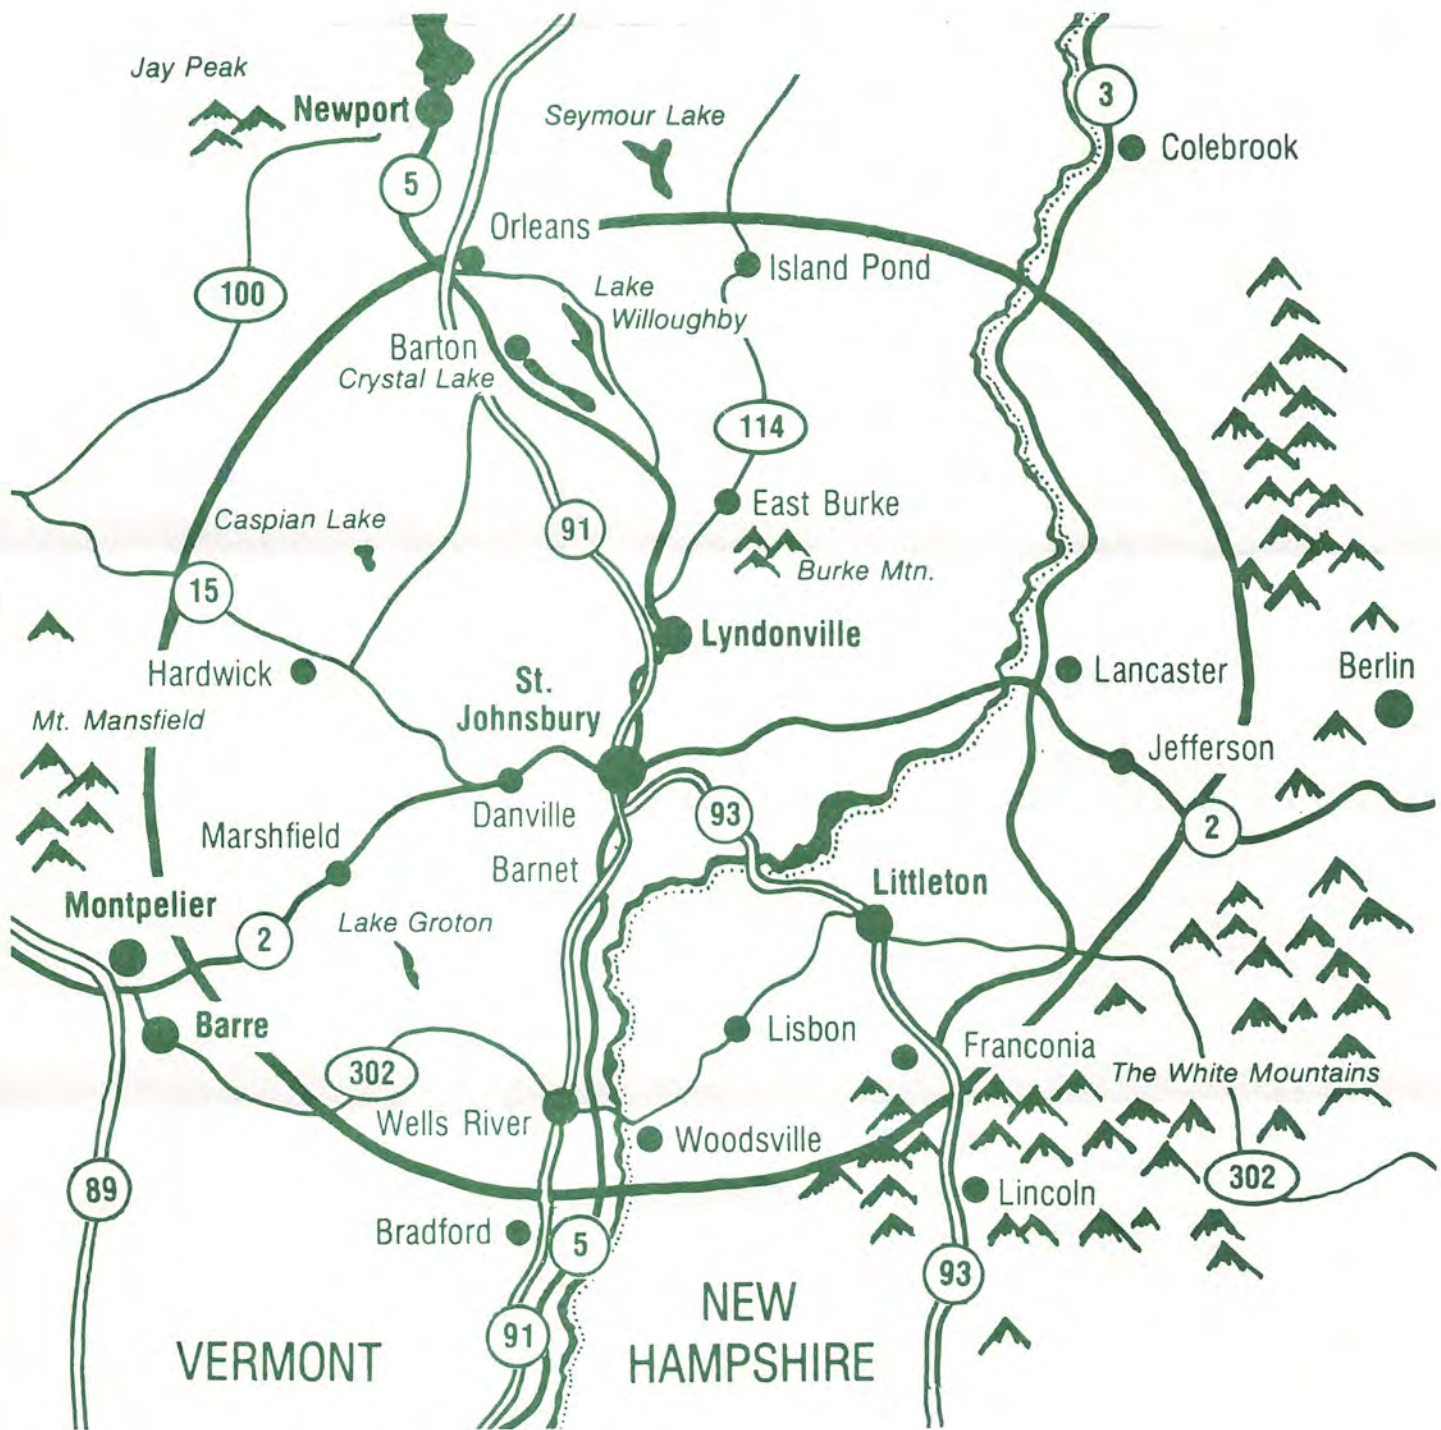 Jay Peak
Newport
5
Seymour Lake
3
Colebrook
Orleans
Island Pond
100
Lake
Willoughby
Barton
Crystal Lake
114
East Burke
Burke Mtn.
91
Caspian Lake
15
Hardwick
Lyndonville
St.
Johnsbury
Lancaster
Berlin
Mt. Mansfield
Jefferson
Danville
93
2
Marshfield
Barnet
Littleton
Montpelier
2
Lake Groton
Barre
Lisbon
Franconia
The White Mountains
302
Wells River
Woodsville
89
Lincoln
302
Bradford
5
93
91
NEW
HAMPSHIRE
VERMONT